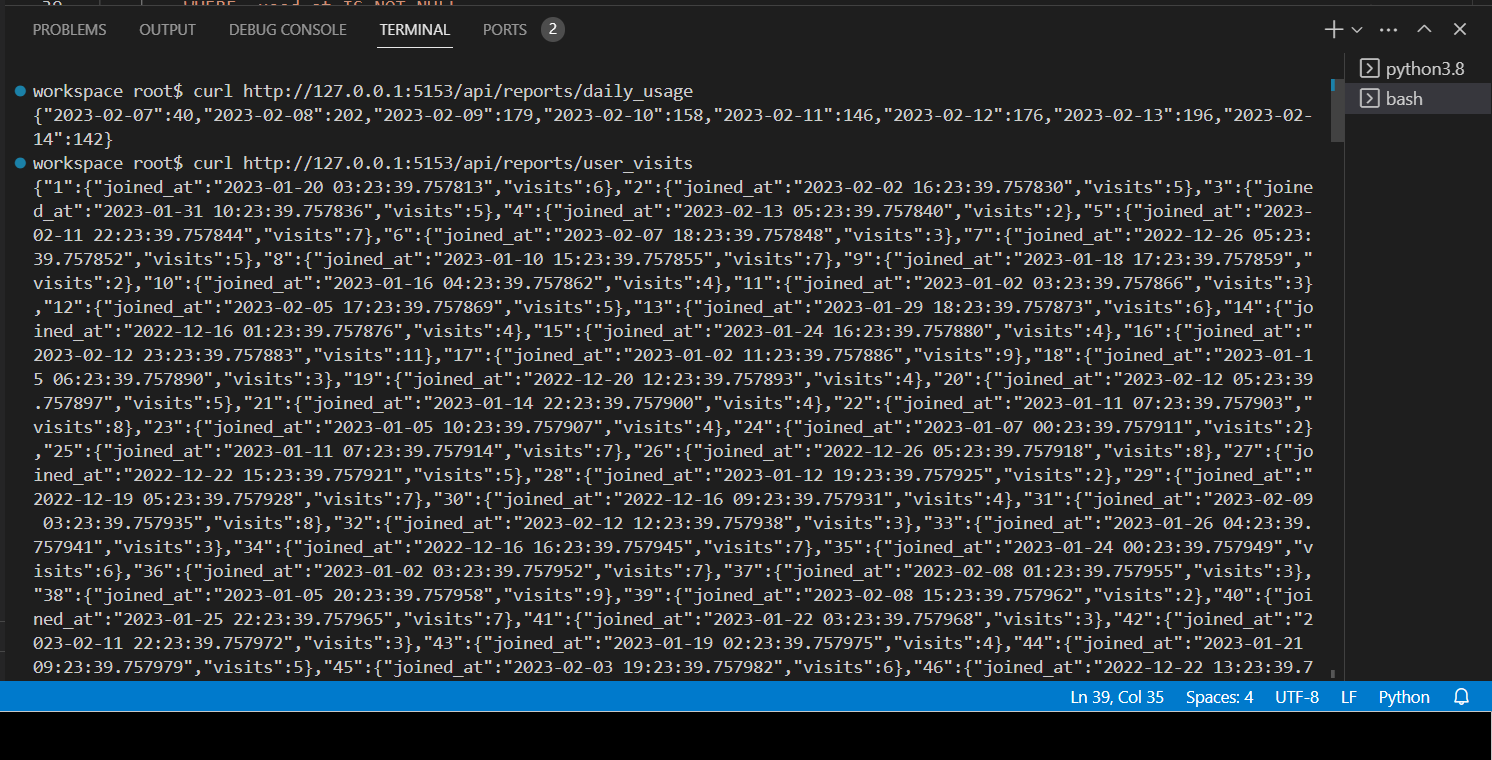 PROBLEMS OUTPUT DEBUG CONSOLE TERMINAL PORTS 2
python3.8
bash
workspace root$ curl http://127.0.0.1:5153/api/reports/daily_usage
{"2023-02-07":40,"2023-02-08":202,"2023-02-09":179,"2023-02-10":158,"2023-02-11":146,"2023-02-12":176,"2023-02-13":196,"2023-02-
14":142}
workspace root$ curl http://127.0.0.1:5153/api/reports/user_visits
{"1":{"joined_at":"2023-01-20 03:23:39.757813","visits":6},"2":{"joined_at":"2023-02-02 16:23:39.757830","visits":5},"3":{"joine
d_at":"2023-01-31 10:23:39.757836","visits":5},"4":{"joined_at":"2023-02-13 05:23:39.757840","visits":2},"5":{"joined_at":"2023-
02-11 22:23:39.757844","visits":7},"6":{"joined_at":"2023-02-07 18:23:39.757848","visits":3},"7":{"joined_at":"2022-12-26 05:23:
39.757852","visits":5},"8":{"joined_at":"2023-01-10 15:23:39.757855","visits":7},"9":{"joined_at":"2023-01-18 17:23:39.757859","
visits":2},"10":{"joined_at":"2023-01-16 04:23:39.757862","visits":4},"11":{"joined_at":"2023-01-02 03:23:39.757866","visits":3}
,"12":{"joined_at":"2023-02-05 17:23:39.757869","visits":5},"13":{"joined_at":"2023-01-29 18:23:39.757873","visits":6},"14":{"jo
ined_at":"2022-12-16 01:23:39.757876","visits":4},"15":{"joined_at":"2023-01-24 16:23:39.757880","visits":4},"16":{"joined_at":"
2023-02-12 23:23:39.757883","visits":11},"17":{"joined_at":"2023-01-02 11:23:39.757886","visits":9},"18":{"joined_at":"2023-01-1
5 06:23:39.757890","visits":3},"19":{"joined_at":"2022-12-20 12:23:39.757893","visits":4},"20":{"joined_at":"2023-02-12 05:23:39
.757897","visits":5},"21":{"joined_at":"2023-01-14 22:23:39.757900","visits":4},"22":{"joined_at":"2023-01-11 07:23:39.757903","
visits":8},"23":{"joined_at":"2023-01-05 10:23:39.757907","visits":4},"24":{"joined_at":"2023-01-07 00:23:39.757911","visits":2}
,"25":{"joined_at":"2023-01-11 07:23:39.757914","visits":7},"26":{"joined_at":"2022-12-26 05:23:39.757918","visits":8},"27":{"jo
ined_at":"2022-12-22 15:23:39.757921","visits":5},"28":{"joined_at":"2023-01-12 19:23:39.757925","visits":2},"29":{"joined_at":"
2022-12-19 05:23:39.757928","visits":7},"30":{"joined_at":"2022-12-16 09:23:39.757931","visits":4},"31":{"joined_at":"2023-02-09
 03:23:39.757935","visits":8},"32":{"joined_at":"2023-02-12 12:23:39.757938","visits":3},"33":{"joined_at":"2023-01-26 04:23:39.
757941","visits":3},"34":{"joined_at":"2022-12-16 16:23:39.757945","visits":7},"35":{"joined_at":"2023-01-24 00:23:39.757949","v
isits":6},"36":{"joined_at":"2023-01-02 03:23:39.757952","visits":7},"37":{"joined_at":"2023-02-08 01:23:39.757955","visits":3},
"38":{"joined_at":"2023-01-05 20:23:39.757958","visits":9},"39":{"joined_at":"2023-02-08 15:23:39.757962","visits":2},"40":{"joi
ned_at":"2023-01-25 22:23:39.757965","visits":7},"41":{"joined_at":"2023-01-22 03:23:39.757968","visits":3},"42":{"joined_at":"2
023-02-11 22:23:39.757972","visits":3},"43":{"joined_at":"2023-01-19 02:23:39.757975","visits":4},"44":{"joined_at":"2023-01-21 
09:23:39.757979","visits":5},"45":{"joined_at":"2023-02-03 19:23:39.757982","visits":6},"46":{"joined_at":"2022-12-22 13:23:39.7
Ln 39, Col 35 Spaces: 4 UTF-8 LF Python